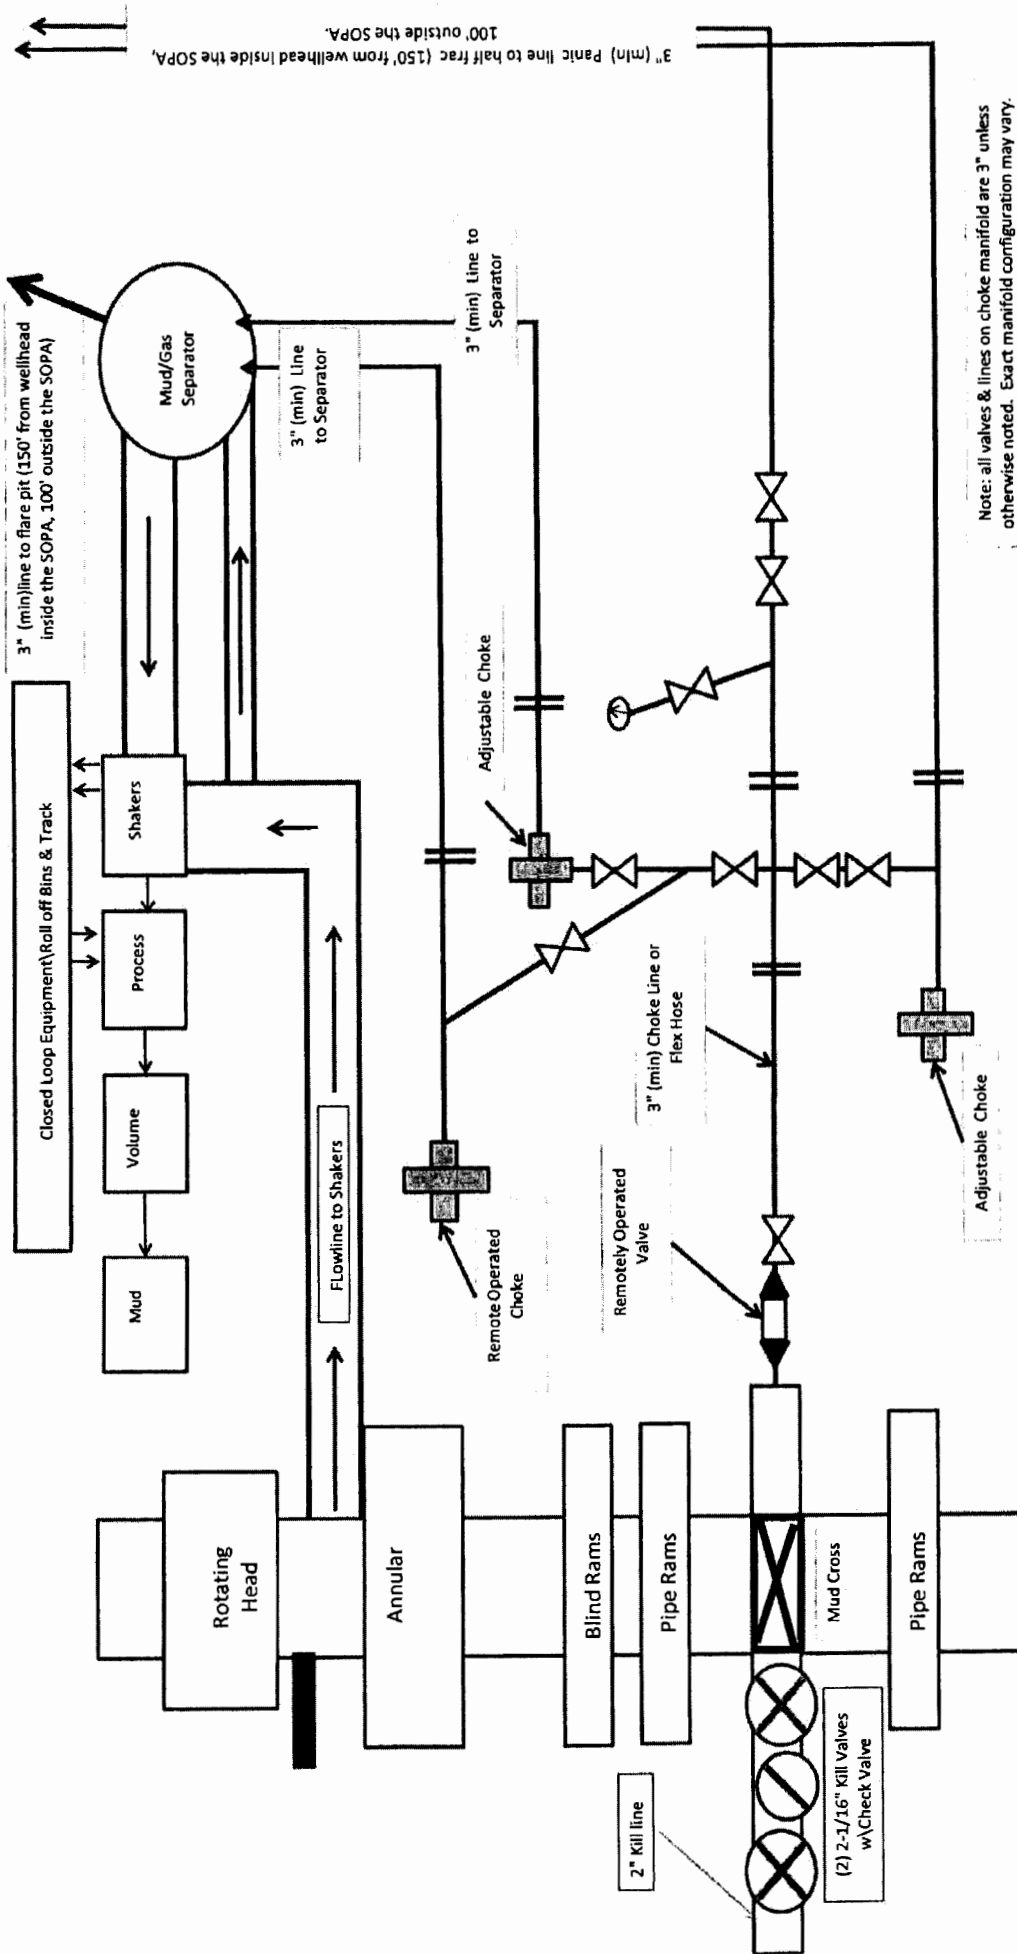 3" (min) Panic line to half frac (150' from wellhead inside the SOPA,
100' outside the SOPA.
3" (min)line to flare pit (150' from wellhead
inside the SOPA, 100' outside the SOPA)
Closed Loop Equipment\Roll off Bins & Track
Mud/Gas
Separator
Shakers
Process
Volume
Mud
3" (min) Line
to Separator
3" (min) Line to
Separator
FLowline to Shakers
Adjustable Choke
Remote Operated
Choke
Rotating
Head
Annular
3" (min) Choke Line or
Flex Hose
Remotely Operated
Valve
Adjustable Choke
Blind Rams
Pipe Rams
Mud Cross
Pipe Rams
2" Kill line
(2) 2-1/16" Kill Valves
w\Check Valve
Note: all valves & lines on choke manifold are 3" unless
otherwise noted. Exact manifold configuration may vary.